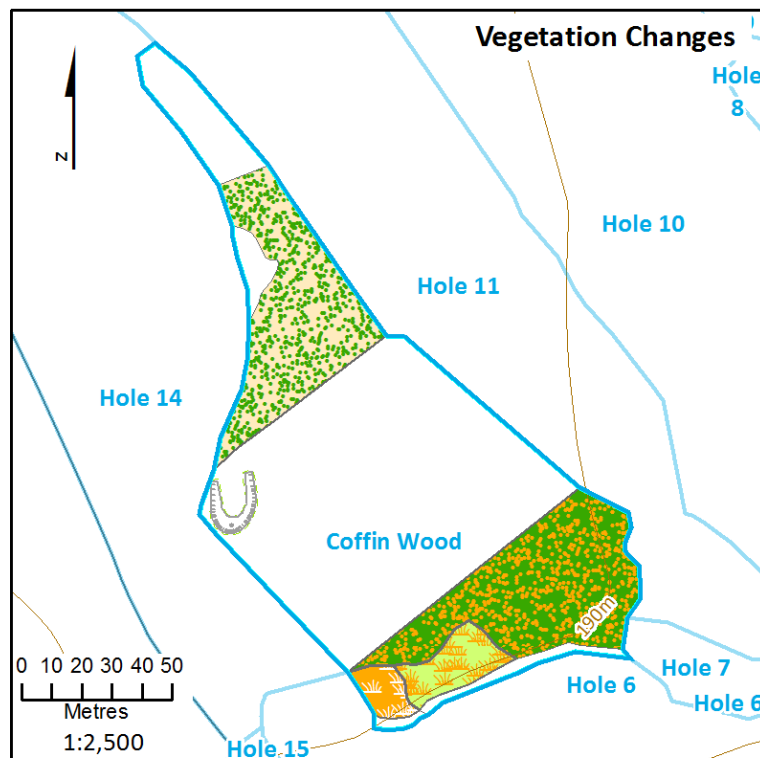 Vegetation Changes
Hole
8
z
Hole 10
Hole 11
Hole 14
Coffin Wood
190m
0 10 20 30 40 50
Metres
1:2,500
Hole 7
Hole 6
Hole 6
Hole 15